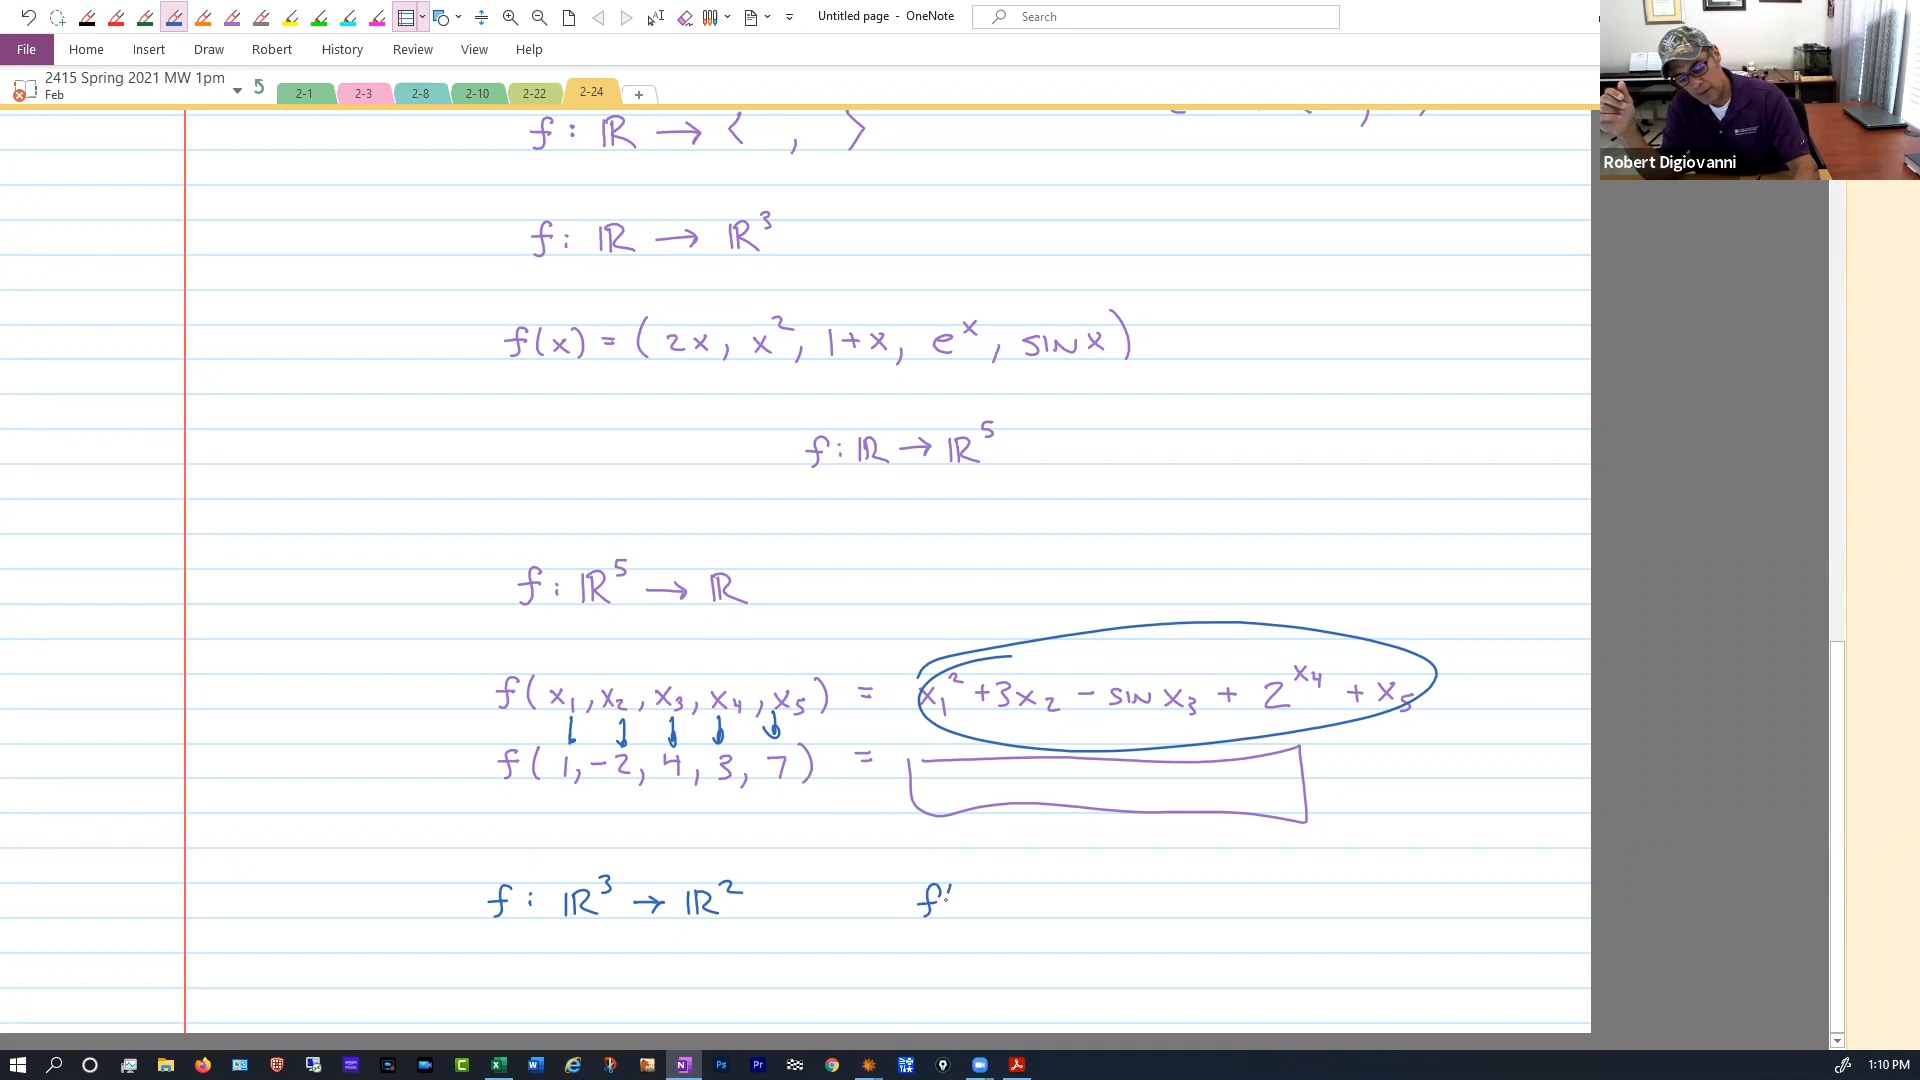 Untitled page - OneNote
Search
File Home Insert Draw Robert History Review View Help
2415 Spring 2021 MW 1pm
Feb
2-1 2-3 2-8 2-10 2-22 2-24
Robert Digiovanni
f : ℝ → ⟨ , ⟩
f : ℝ → ℝ³
f(x) = ( 2x, x², 1+x, eˣ, sin x )
f : ℝ → ℝ⁵
f : ℝ⁵ → ℝ
f( x₁, x₂, x₃, x₄, x₅ ) = x₁² + 3x₂ - sin x₃ + 2^x₄ + x₅
f( 1, -2, 4, 3, 7 ) =
f : ℝ³ → ℝ² f'
1:10 PM